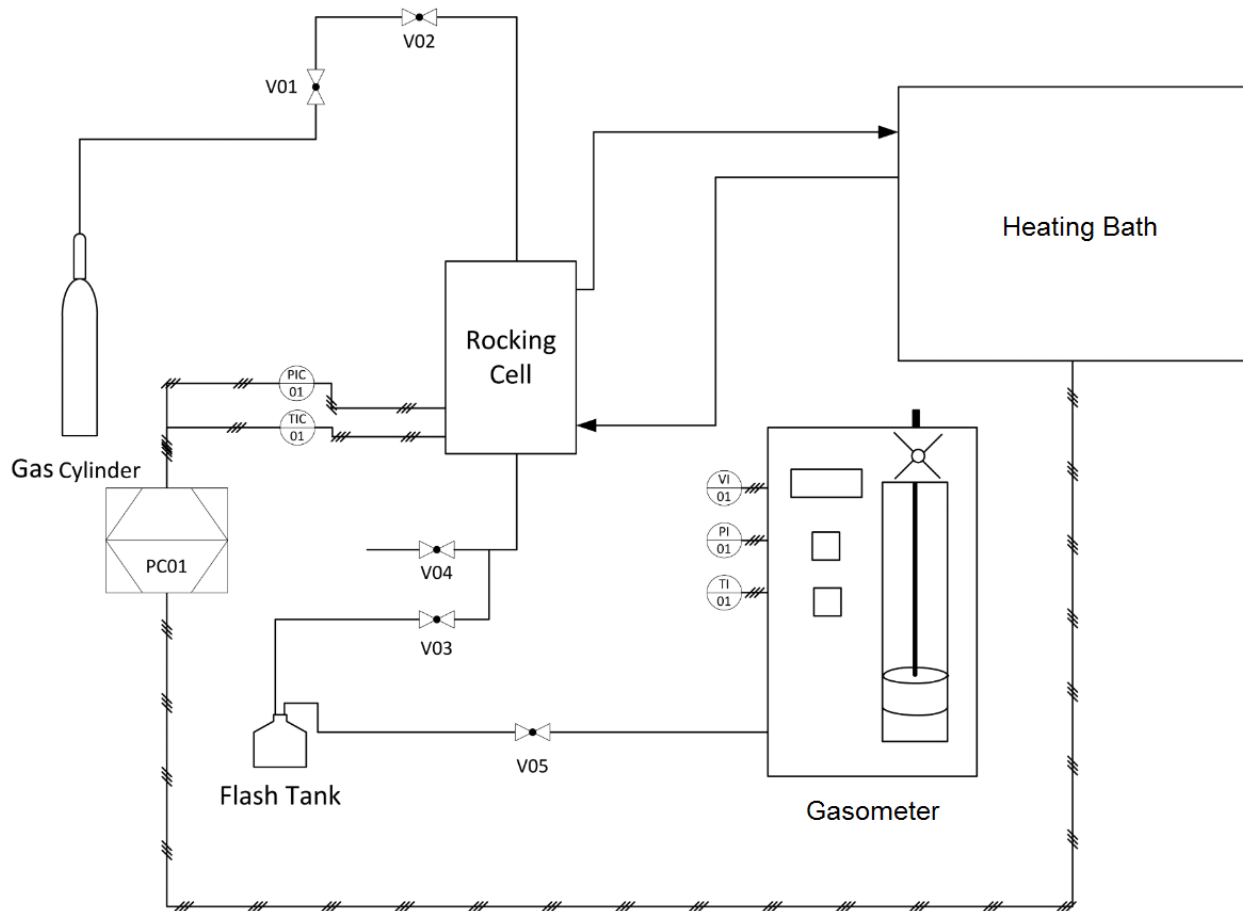 V02
V01
Heating Bath
Rocking
Cell
PIC
01
TIC
01
Gas Cylinder
VI
01
PI
01
PC01
V04
TI
01
V03
V05
Flash Tank
Gasometer